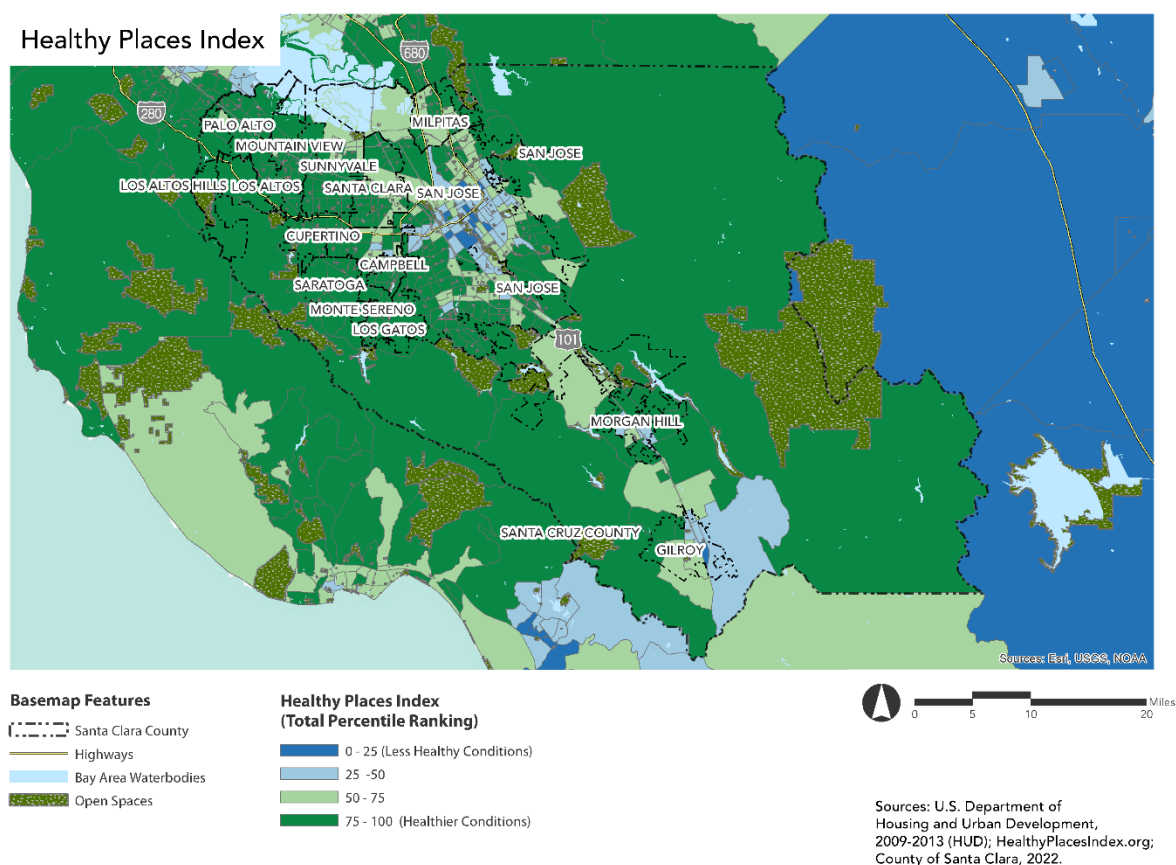 Healthy Places Index
680
280
PALO ALTO
MILPITAS
MOUNTAIN VIEW
SAN JOSE
SUNNYVALE
LOS ALTOS HILLS
LOS ALTOS
SANTA CLARA
SAN JOSE
CUPERTINO
CAMPBELL
SARATOGA
SAN JOSE
MONTE SERENO
LOS GATOS
101
MORGAN HILL
SANTA CRUZ COUNTY
GILROY
Sources: Esri, USGS, NOAA
Basemap Features
Santa Clara County
Highways
Bay Area Waterbodies
Open Spaces
Healthy Places Index
(Total Percentile Ranking)
0 - 25 (Less Healthy Conditions)
25 -50
50 - 75
75 - 100 (Healthier Conditions)
Miles
0 5 10 20
Sources: U.S. Department of
Housing and Urban Development,
2009-2013 (HUD); HealthyPlacesIndex.org;
County of Santa Clara, 2022.